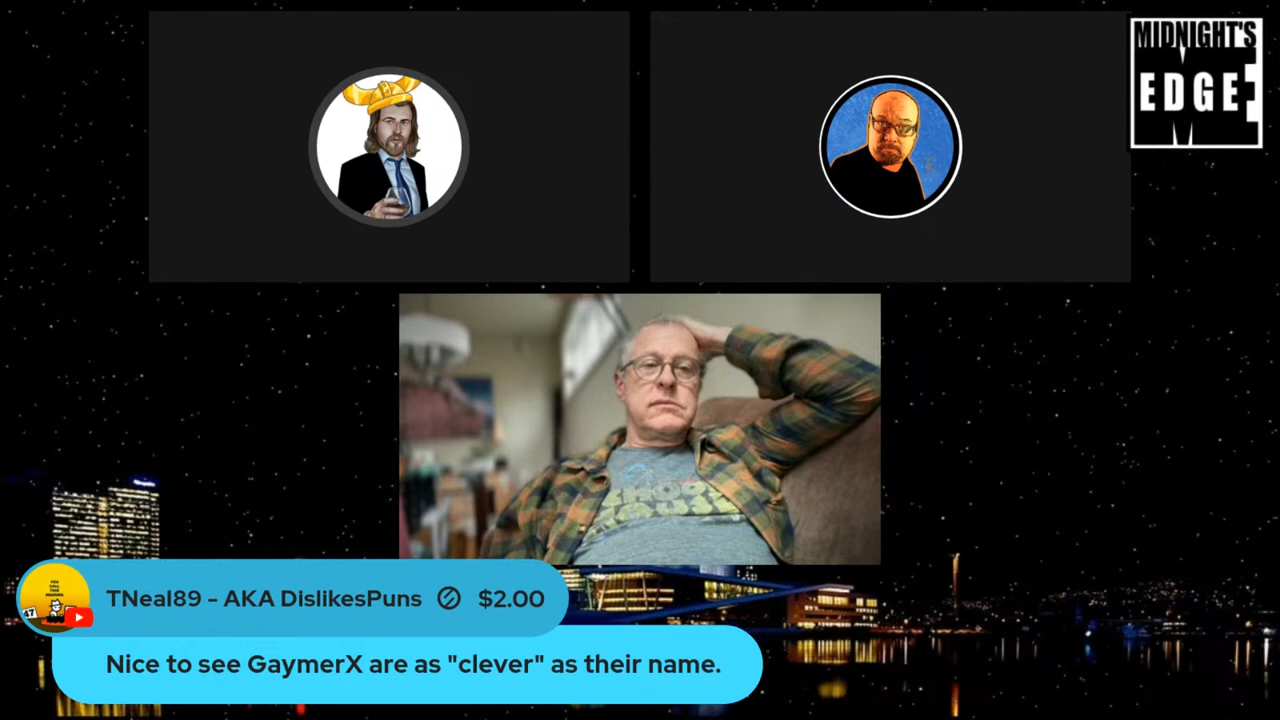 MIDNIGHT'S
EDGE
TNeal89 - AKA DislikesPuns $2.00
Nice to see GaymerX are as "clever" as their name.